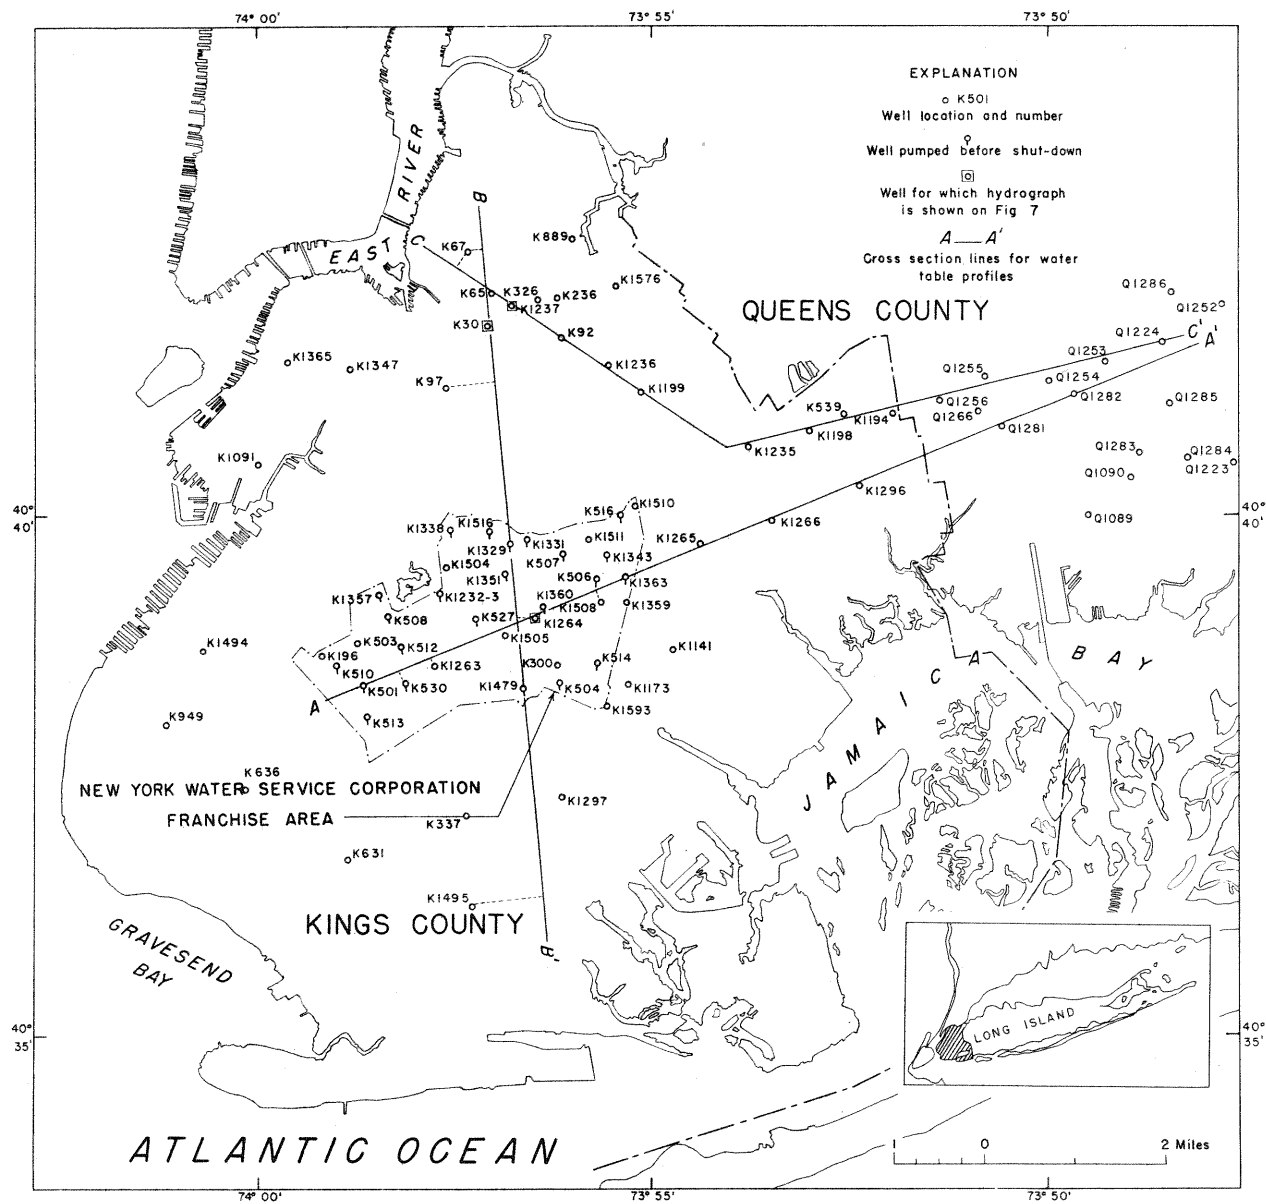 74° 00'
73° 55'
73° 50'
EXPLANATION
K501
Well location and number
Well pumped before shut-down
Well for which hydrograph
is shown on Fig 7
A — A'
Cross section lines for water
table profiles
EAST RIVER
B
C
K67
K889
K65
K326
K236
K1576
K1237
K30
K92
QUEENS COUNTY
Q1286
Q1252
Q1224
C'
A'
K1365
K1347
K97
K1236
K1199
Q1253
Q1255
Q1254
Q1282
Q1285
K539
K1194
Q1256
Q1266
Q1281
K1198
K1235
K1091
Q1283
Q1284
Q1223
Q1090
K1296
40°
40'
K1510
K516
K1266
Q1089
40°
40'
K1338
K1516
K1329
K1331
K1511
K1265
K507
K1343
K1504
K1351
K506
K1363
K1357
K1232-3
K1360
K1508
K1359
K508
K527
K1264
K503
K512
K1505
K1494
K196
K510
K1263
K300
K514
K1141
K501
K530
K1479
K504
K1173
A
K513
K1593
K949
JAMAICA BAY
K636
NEW YORK WATER SERVICE CORPORATION
FRANCHISE AREA
K1297
K337
K631
K1495
KINGS COUNTY
B'
GRAVESEND
BAY
LONG ISLAND
40°
35'
40°
35'
ATLANTIC OCEAN
1 0 2 Miles
74° 00'
73° 55'
73° 50'